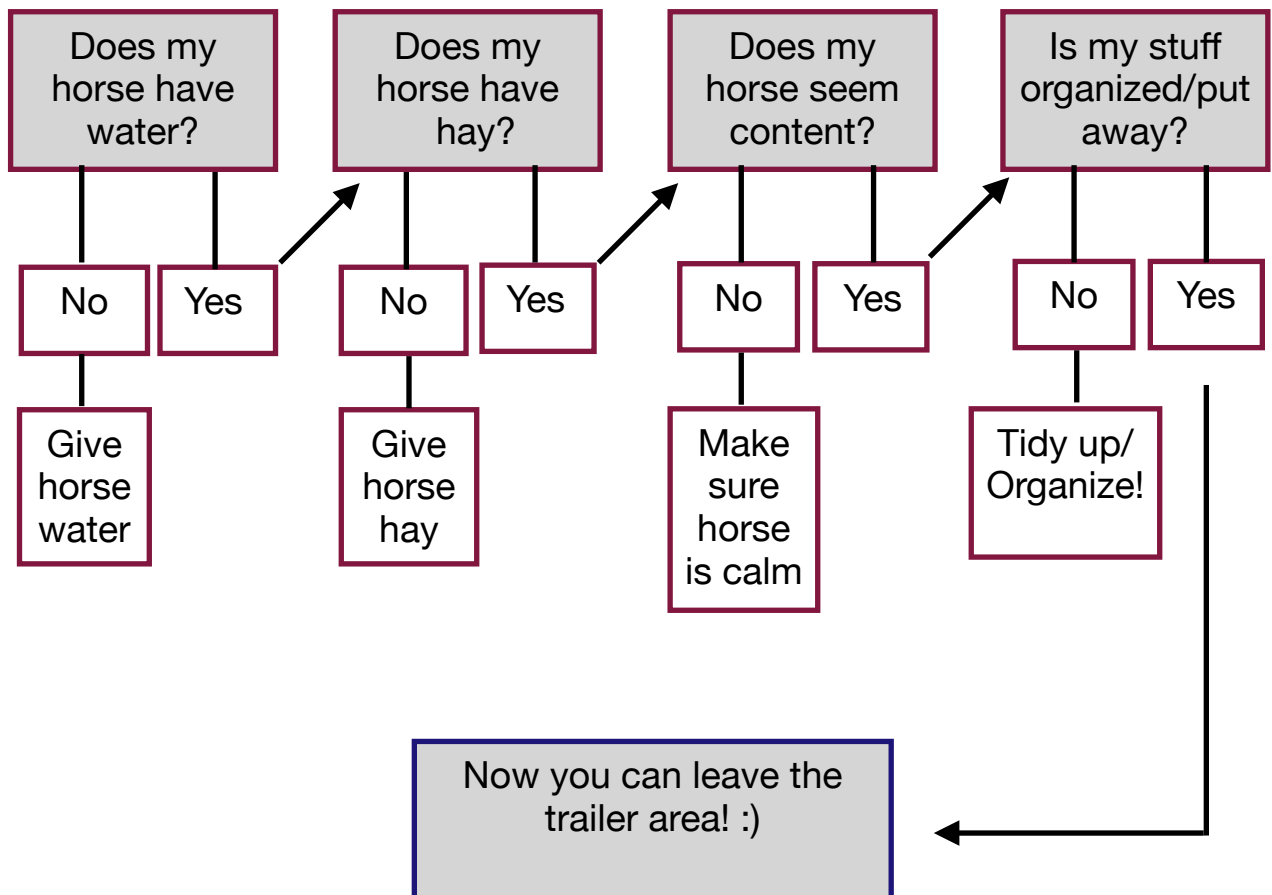 Does my
horse have
water?
Does my
horse have
hay?
Does my
horse seem
content?
Is my stuff
organized/put
away?
No
Yes
No
Yes
No
Yes
No
Yes
Give
horse
water
Give
horse
hay
Make
sure
horse
is calm
Tidy up/
Organize!
Now you can leave the
trailer area! :)